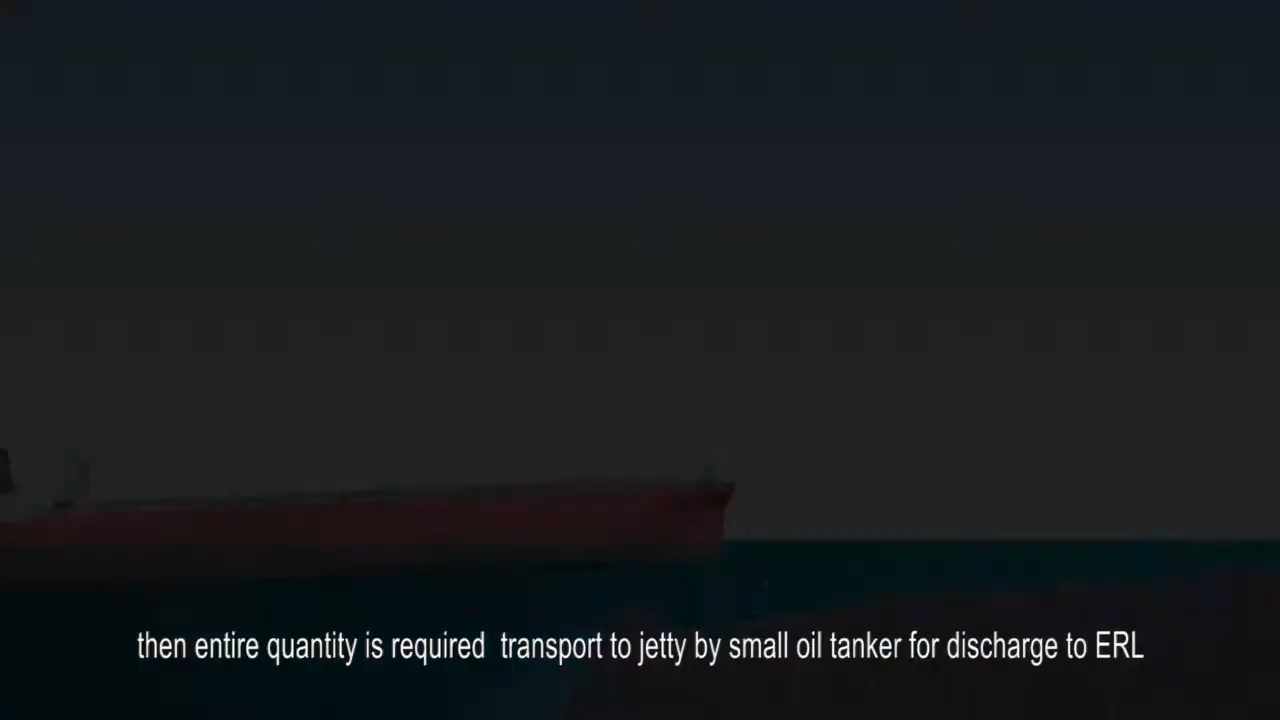 then entire quantity is required  transport to jetty by small oil tanker for discharge to ERL